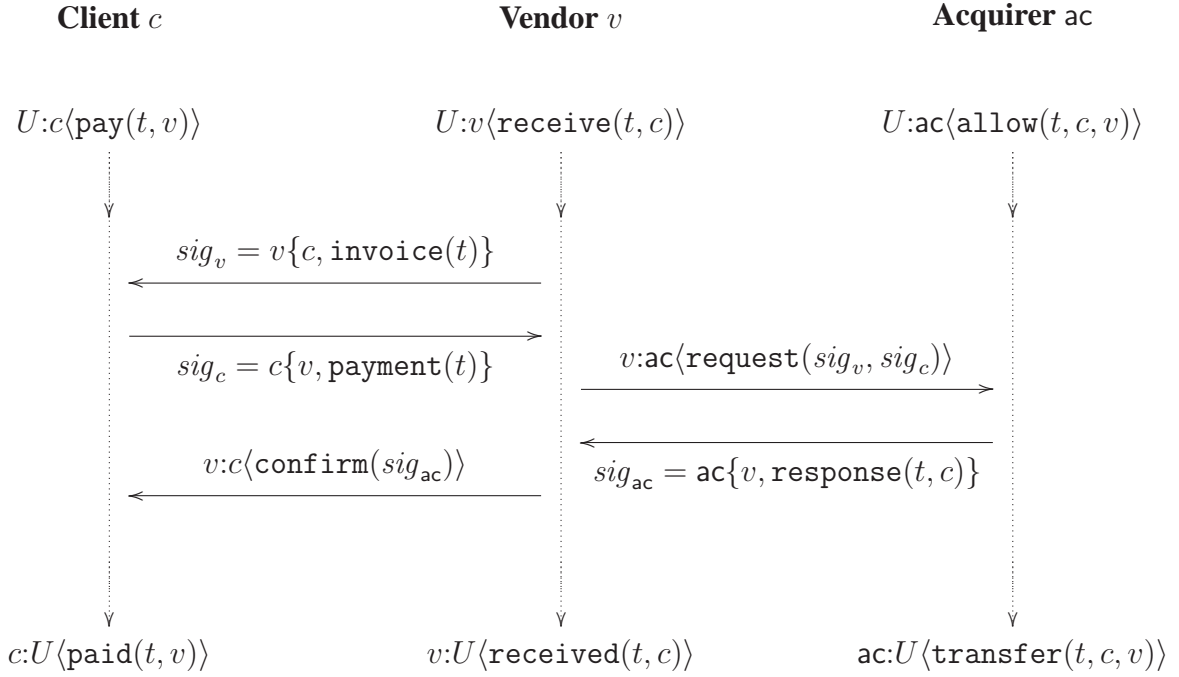 Client c Vendor v Acquirer ac
U:c⟨pay(t, v)⟩ U:v⟨receive(t, c)⟩ U:ac⟨allow(t, c, v)⟩
sig_v = v{c, invoice(t)}
sig_c = c{v, payment(t)}
v:ac⟨request(sig_v, sig_c)⟩
v:c⟨confirm(sig_ac)⟩
sig_ac = ac{v, response(t, c)}
c:U⟨paid(t, v)⟩ v:U⟨received(t, c)⟩ ac:U⟨transfer(t, c, v)⟩